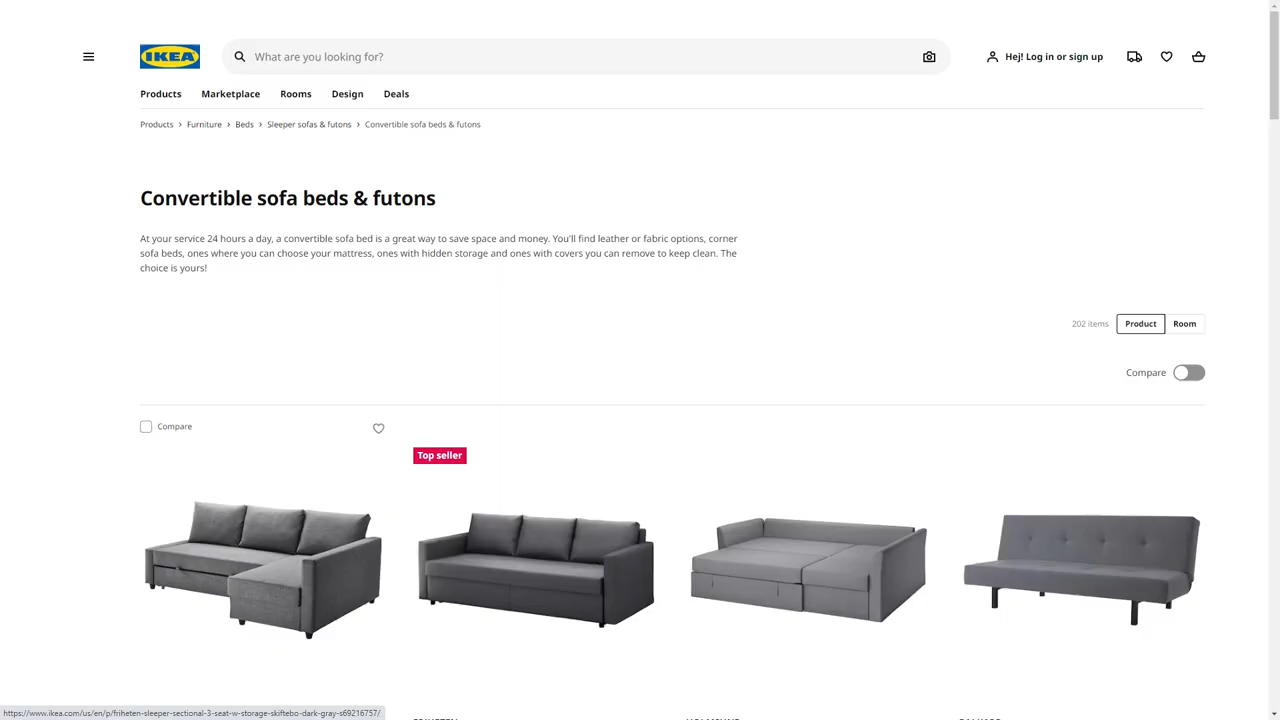 IKEA
What are you looking for?
Hej! Log in or sign up
Products Marketplace Rooms Design Deals
Products > Furniture > Beds > Sleeper sofas & futons > Convertible sofa beds & futons
Convertible sofa beds & futons
At your service 24 hours a day, a convertible sofa bed is a great way to save space and money. You'll find leather or fabric options, corner
sofa beds, ones where you can choose your mattress, ones with hidden storage and ones with covers you can remove to keep clean. The
choice is yours!
202 items Product Room
Compare
Compare
Top seller
https://www.ikea.com/us/en/p/friheten-sleeper-sectional-3-seat-w-storage-skiftebo-dark-gray-s69216757/